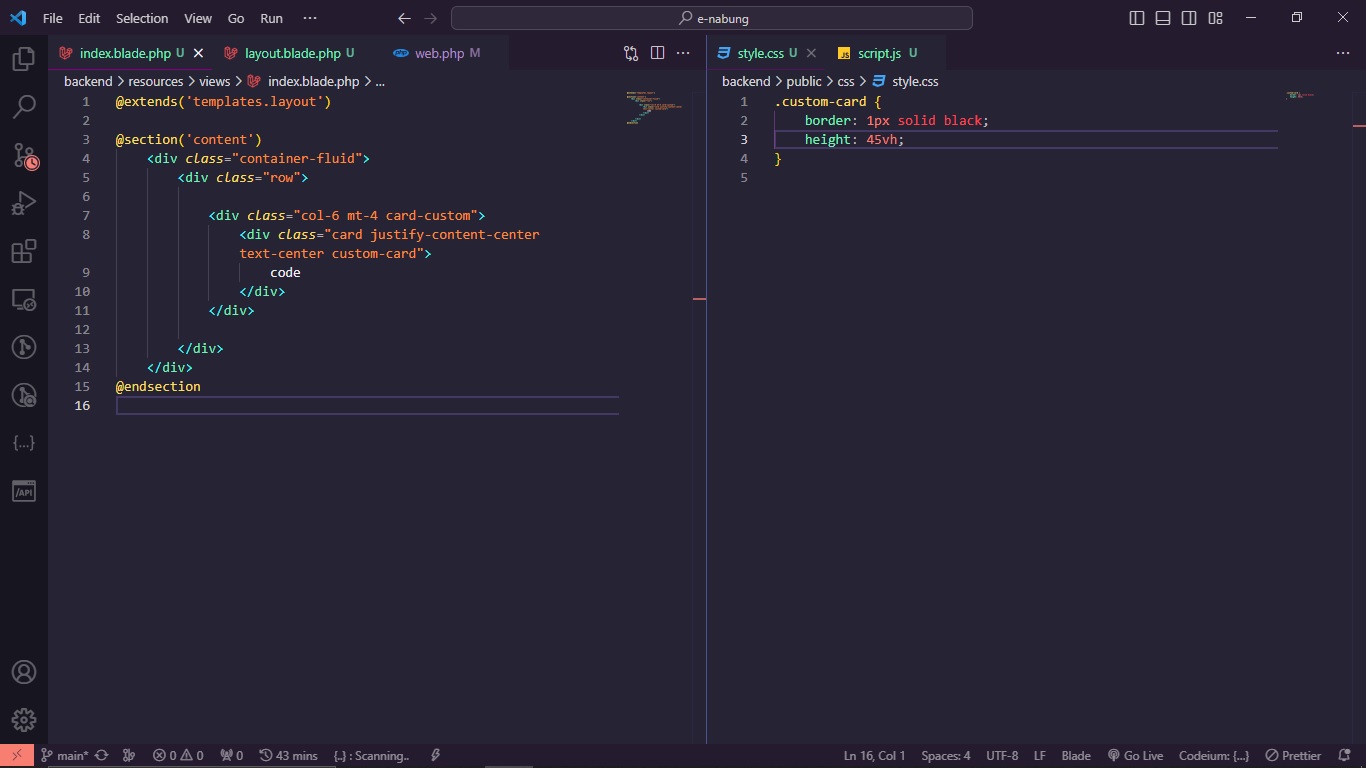 File Edit Selection View Go Run ···
e-nabung
index.blade.php U
layout.blade.php U
web.php M
backend > resources > views > index.blade.php > ...
1 @extends('templates.layout')
2
3 @section('content')
4 <div class="container-fluid">
5 <div class="row">
6
7 <div class="col-6 mt-4 card-custom">
8 <div class="card justify-content-center
text-center custom-card">
9 code
10 </div>
11 </div>
12
13 </div>
14 </div>
15 @endsection
16
style.css U
JS script.js U
backend > public > css > style.css
1 .custom-card {
2 border: 1px solid black;
3 height: 45vh;
4 }
5
{...}
/API
main* 0 0 0 43 mins {..} : Scanning..
Ln 16, Col 1 Spaces: 4 UTF-8 LF Blade Go Live Codeium: {...} Prettier